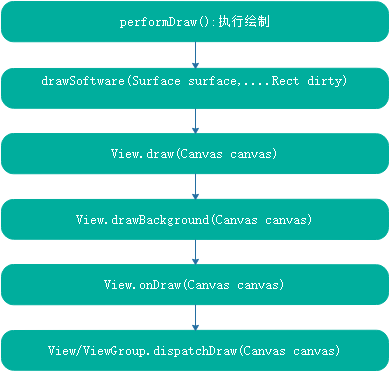 performDraw():执行绘制
drawSoftware(Surface surface,....Rect dirty)
View.draw(Canvas canvas)
View.drawBackground(Canvas canvas)
View.onDraw(Canvas canvas)
View/ViewGroup.dispatchDraw(Canvas canvas)